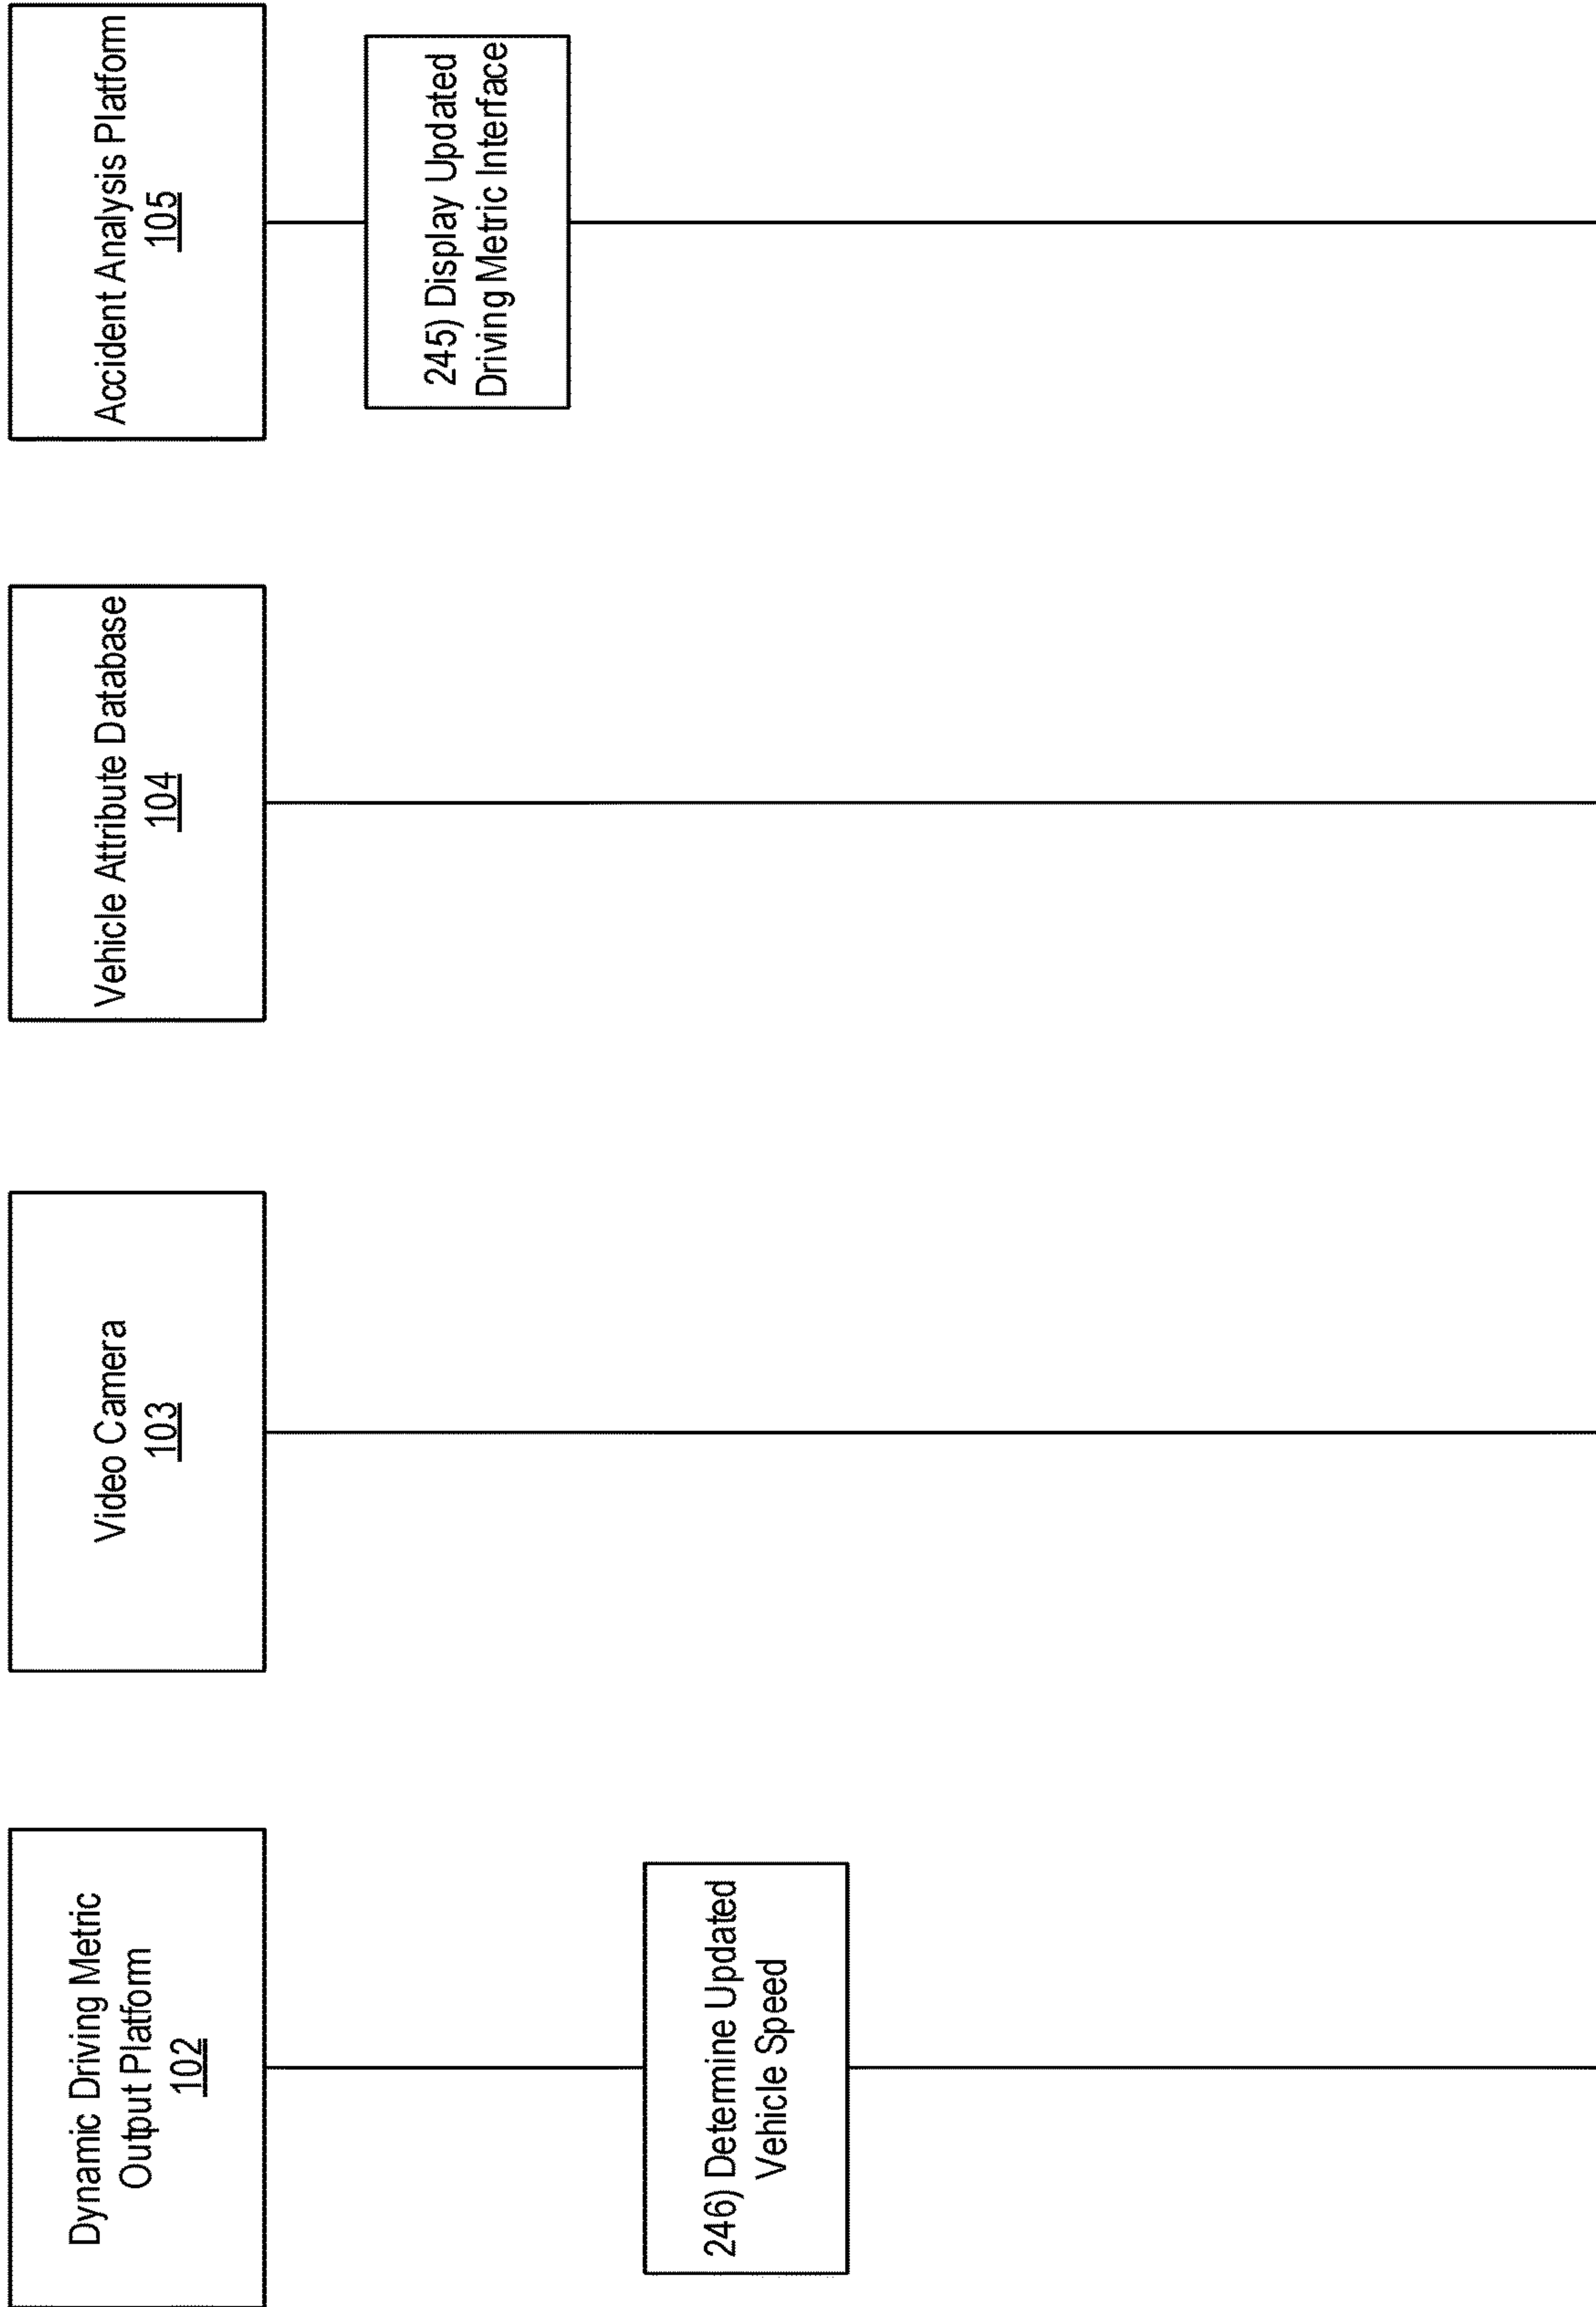 Dynamic Driving Metric
Output Platform
102
Video Camera
103
Vehicle Attribute Database
104
Accident Analysis Platform
105
245) Display Updated
Driving Metric Interface
246) Determine Updated
Vehicle Speed